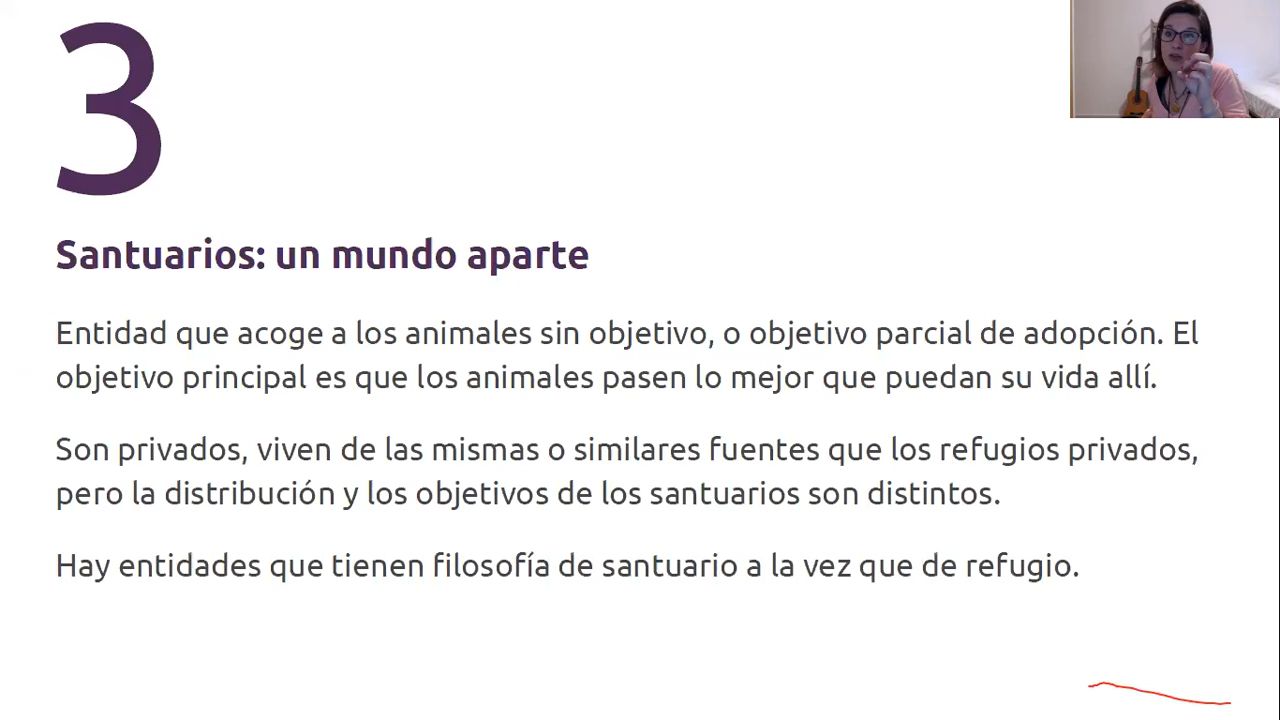 3
Santuarios: un mundo aparte
Entidad que acoge a los animales sin objetivo, o objetivo parcial de adopción. El
objetivo principal es que los animales pasen lo mejor que puedan su vida allí.
Son privados, viven de las mismas o similares fuentes que los refugios privados,
pero la distribución y los objetivos de los santuarios son distintos.
Hay entidades que tienen filosofía de santuario a la vez que de refugio.